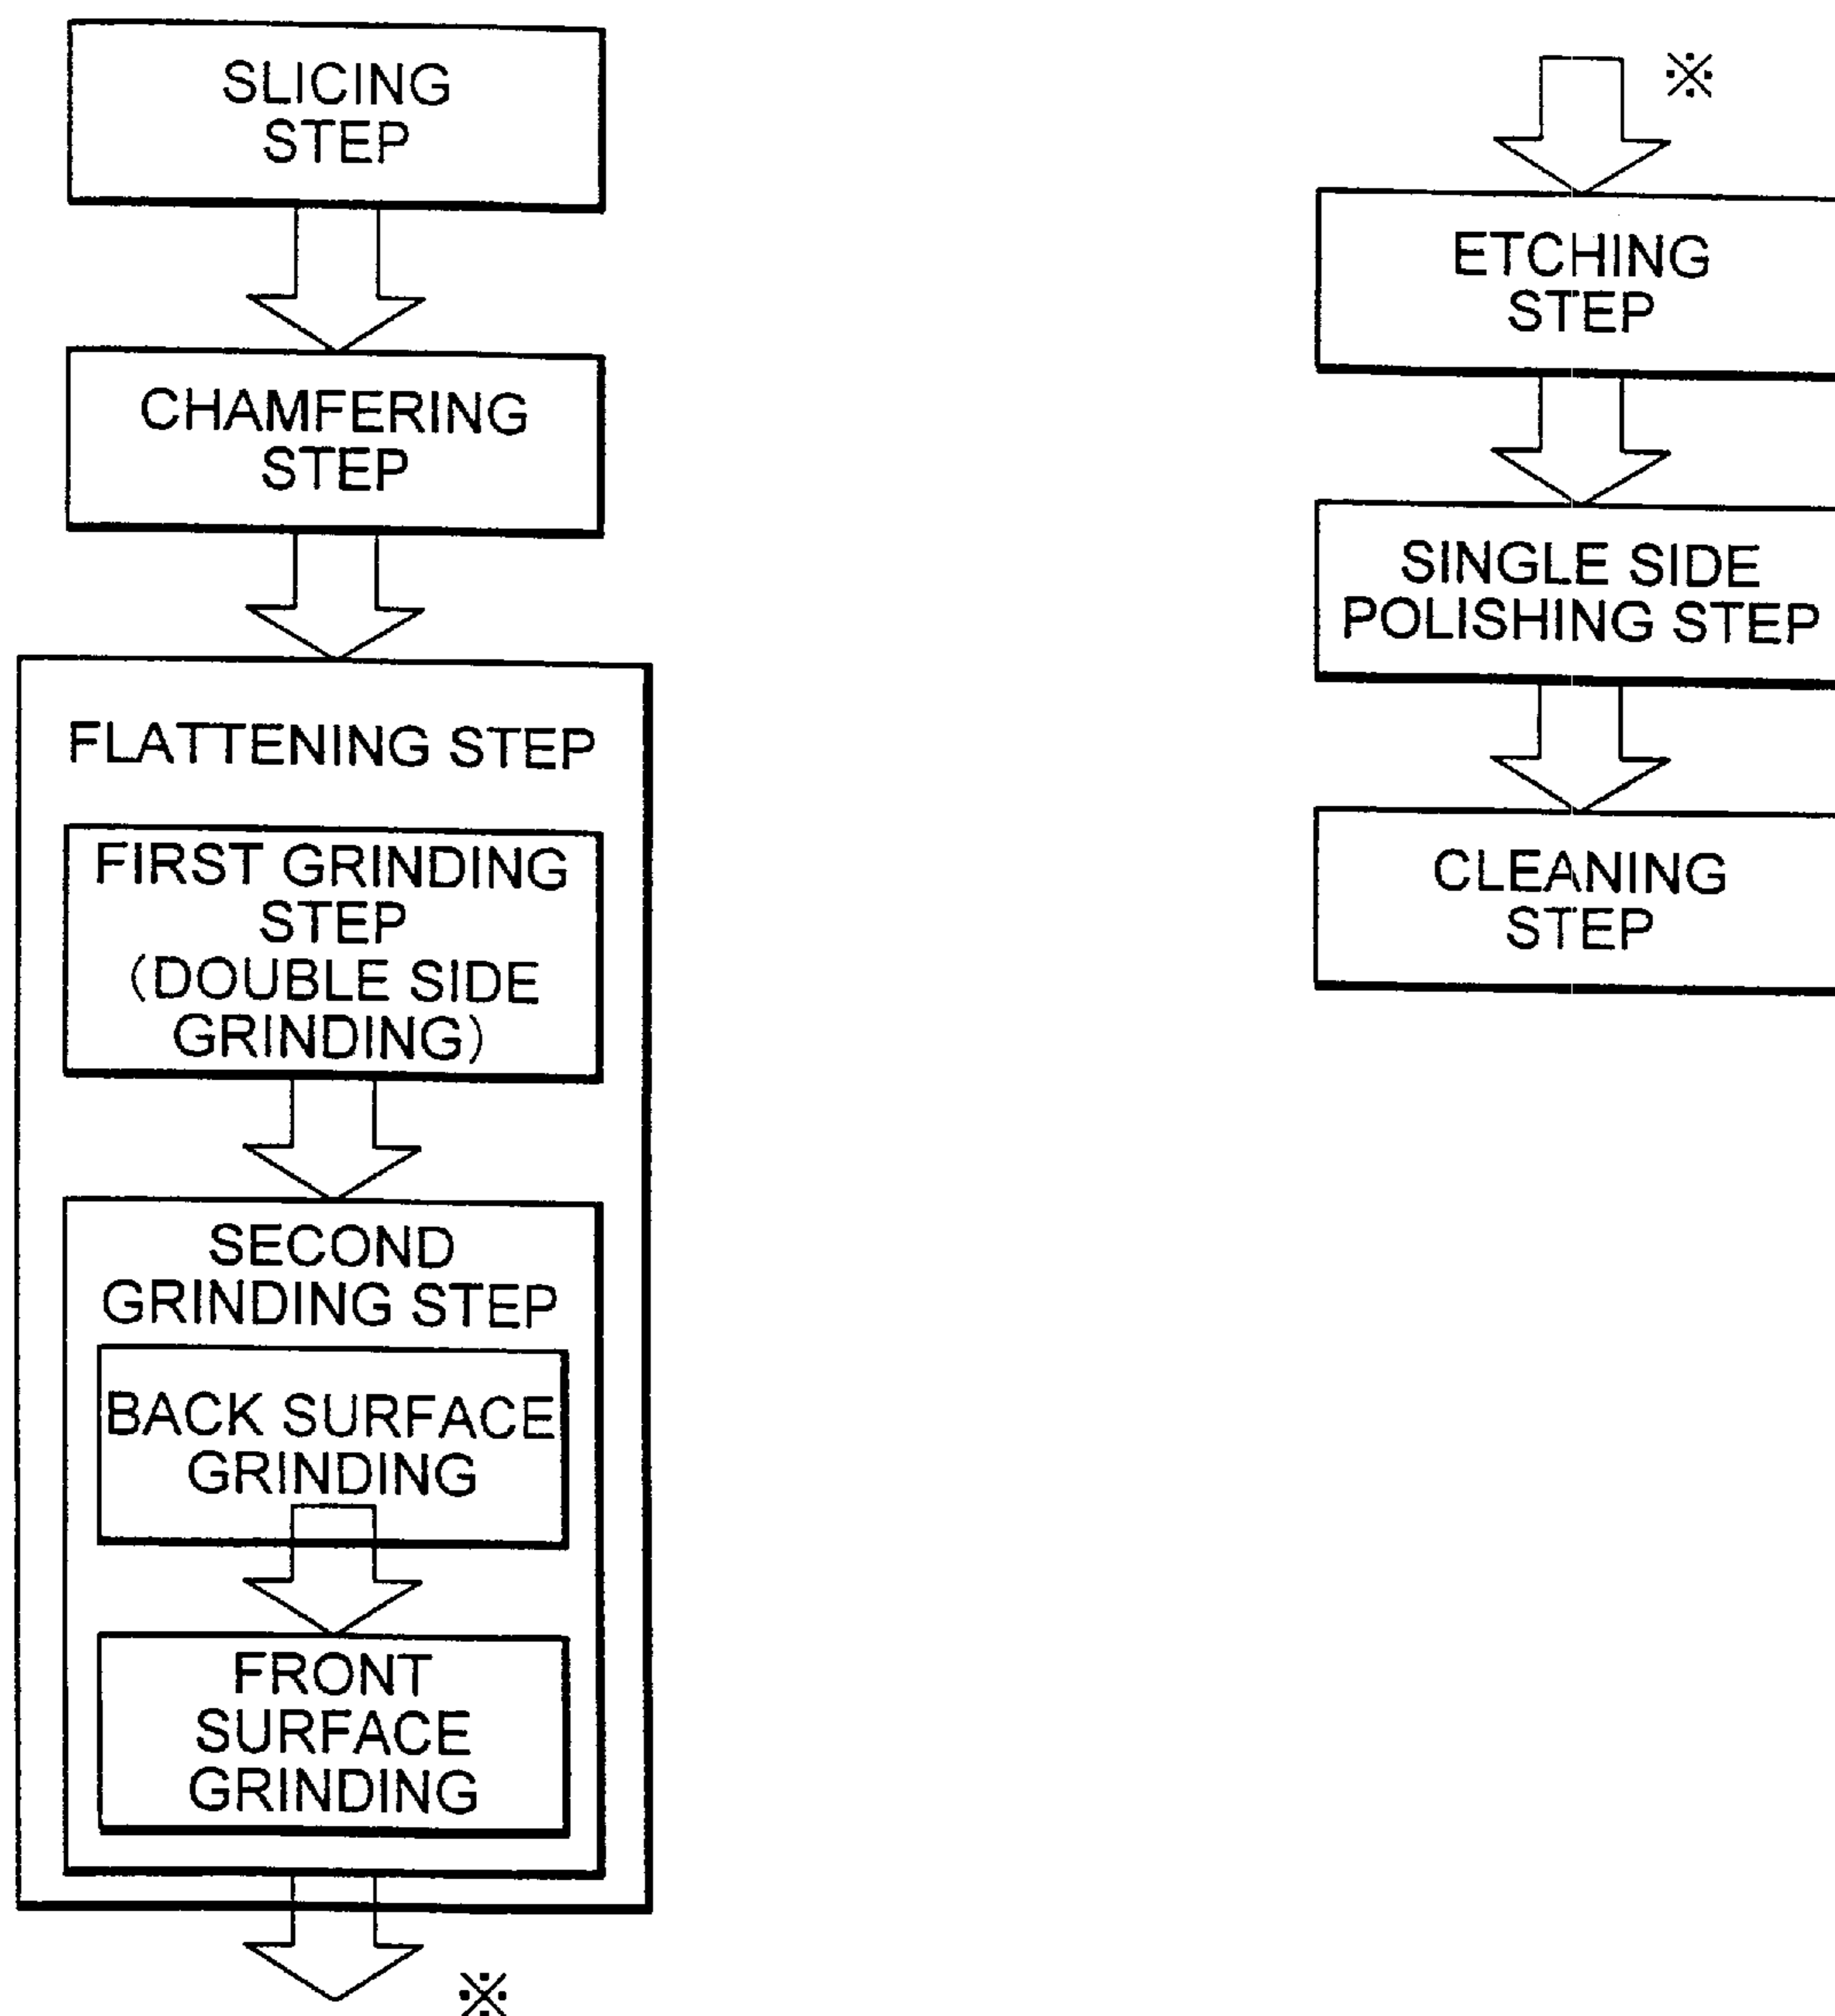 SLICING
STEP
CHAMFERING
STEP
FLATTENING STEP
FIRST GRINDING
STEP
(DOUBLE SIDE
GRINDING)
SECOND
GRINDING STEP
BACK SURFACE
GRINDING
FRONT
SURFACE
GRINDING
※
※
ETCHING
STEP
SINGLE SIDE
POLISHING STEP
CLEANING
STEP